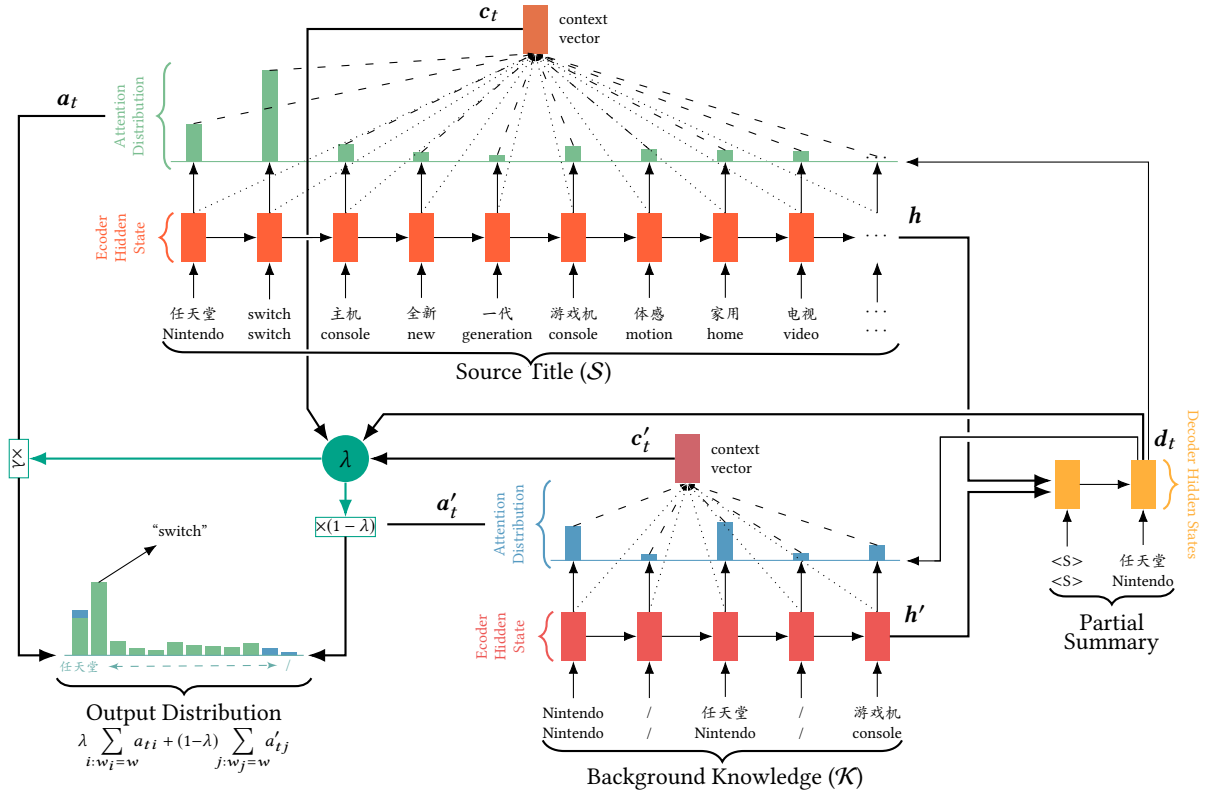 c_t
context
vector
a_t
Attention
Distribution
Ecoder
Hidden
State
h
任天堂 switch 主机 全新 一代 游戏机 体感 家用 电视 ···
Nintendo switch console new generation console motion home video ···
Source Title (S)
×λ
λ
×(1 − λ)
c′_t
context
vector
a′_t
Attention
Distribution
d_t
Decoder Hidden States
<S> 任天堂
<S> Nintendo
Partial
Summary
"switch"
任天堂 /
Output Distribution
λ ∑ a_{ti} + (1−λ) ∑ a′_{tj}
i:w_i=w j:w_j=w
Ecoder
Hidden
State
h′
Nintendo / 任天堂 / 游戏机
Nintendo / Nintendo / console
Background Knowledge (K)